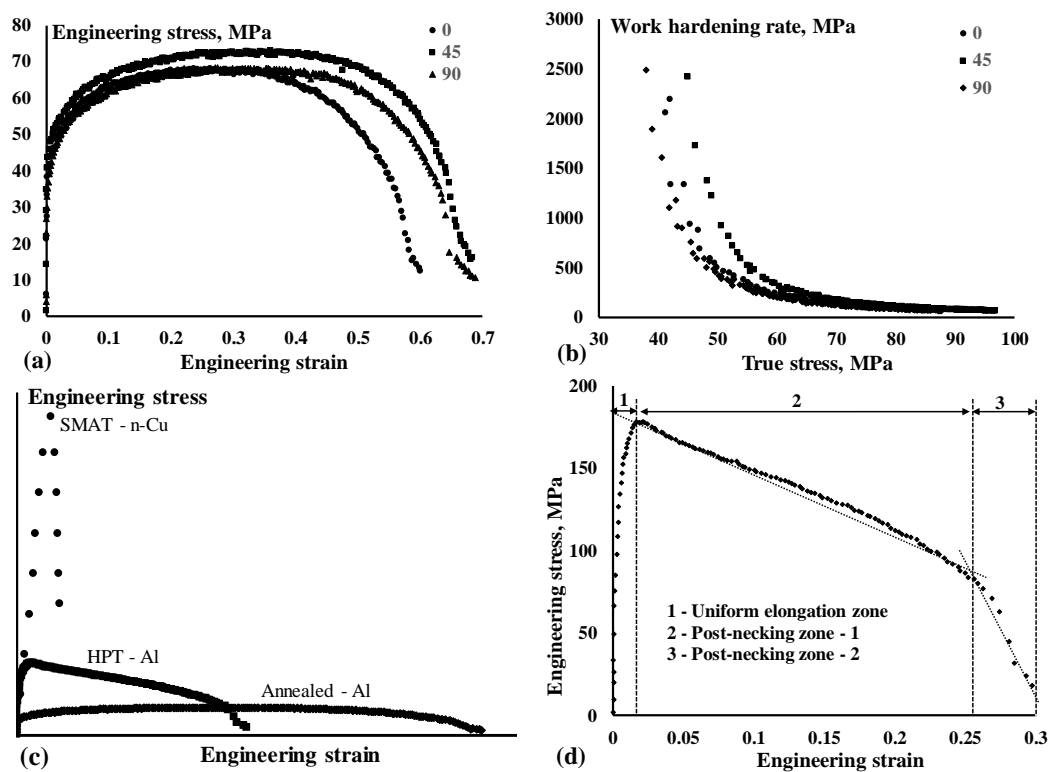 Engineering stress, MPa
0
45
90
80
70
60
50
40
30
20
10
0
0 0.1 0.2 0.3 0.4 0.5 0.6 0.7
(a) Engineering strain
Work hardening rate, MPa
0
45
90
3000
2500
2000
1500
1000
500
0
30 40 50 60 70 80 90 100
(b) True stress, MPa
Engineering stress
SMAT - n-Cu
HPT - Al
Annealed - Al
(c) Engineering strain
Engineering stress, MPa
200
150
100
50
0
1 2 3
1 - Uniform elongation zone
2 - Post-necking zone - 1
3 - Post-necking zone - 2
0 0.05 0.1 0.15 0.2 0.25 0.3
(d) Engineering strain